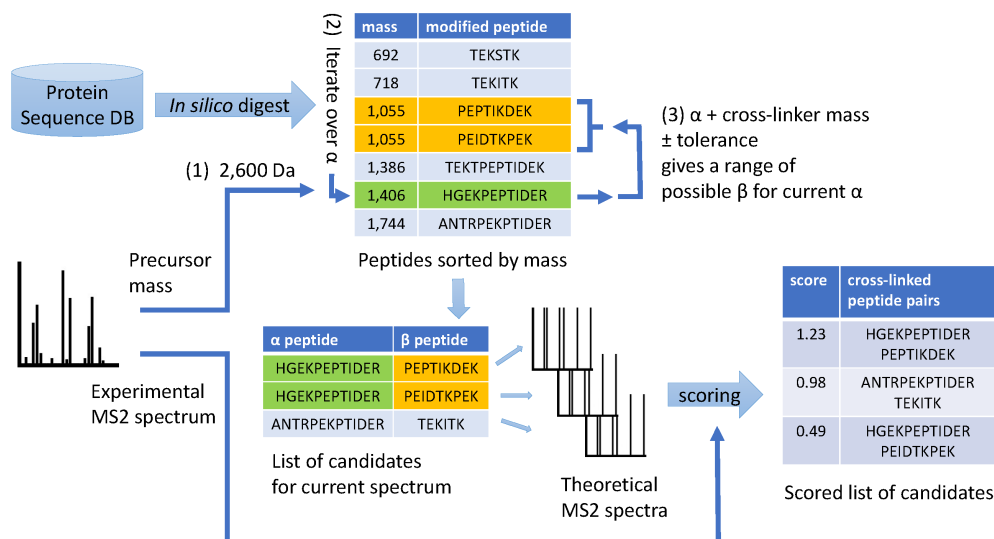 Protein
Sequence DB
In silico digest
(2) Iterate over α
mass modified peptide
692 TEKSTK
718 TEKITK
1,055 PEPTIKDEK
1,055 PEIDTKPEK
1,386 TEKTPEPTIDEK
1,406 HGEKPEPTIDER
1,744 ANTRPEKPTIDER
Peptides sorted by mass
(3) α + cross-linker mass
± tolerance
gives a range of
possible β for current α
(1) 2,600 Da
Precursor
mass
Experimental
MS2 spectrum
α peptide β peptide
HGEKPEPTIDER PEPTIKDEK
HGEKPEPTIDER PEIDTKPEK
ANTRPEKPTIDER TEKITK
List of candidates
for current spectrum
Theoretical
MS2 spectra
scoring
score cross-linked
peptide pairs
1.23 HGEKPEPTIDER
PEPTIKDEK
0.98 ANTRPEKPTIDER
TEKITK
0.49 HGEKPEPTIDER
PEIDTKPEK
Scored list of candidates